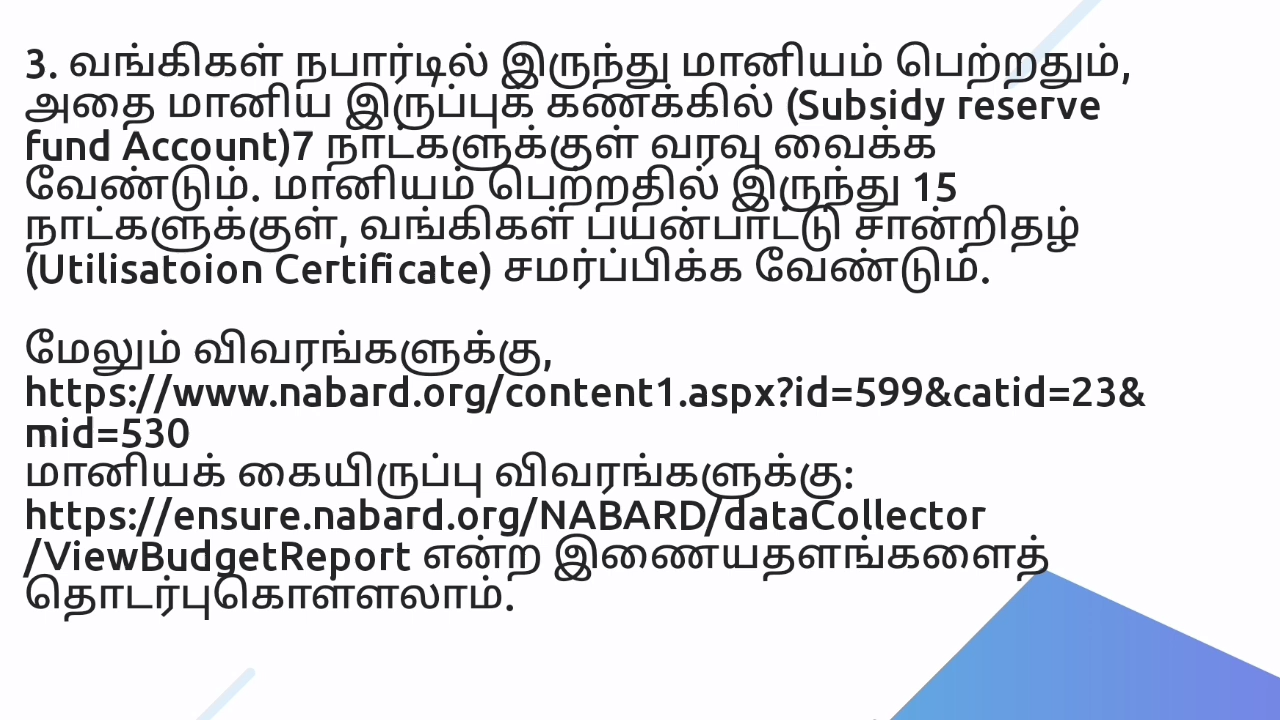 3. வங்கிகள் நபார்டில் இருந்து மானியம் பெற்றதும்,
அதை மானிய இருப்புக் கணக்கில் (Subsidy reserve
fund Account)7 நாட்களுக்குள் வரவு வைக்க
வேண்டும். மானியம் பெற்றதில் இருந்து 15
நாட்களுக்குள், வங்கிகள் பயன்பாட்டு சான்றிதழ்
(Utilisatoion Certificate) சமர்ப்பிக்க வேண்டும்.
மேலும் விவரங்களுக்கு,
https://www.nabard.org/content1.aspx?id=599&catid=23&
mid=530
மானியக் கையிருப்பு விவரங்களுக்கு:
https://ensure.nabard.org/NABARD/dataCollector
/ViewBudgetReport என்ற இணையதளங்களைத்
தொடர்புகொள்ளலாம்.